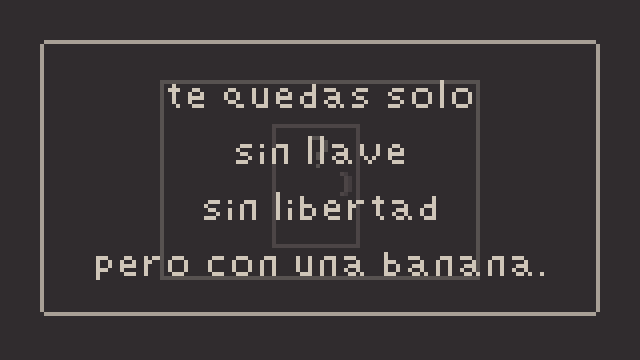 te quedas solo
sin llave
sin libertad
pero con una banana.